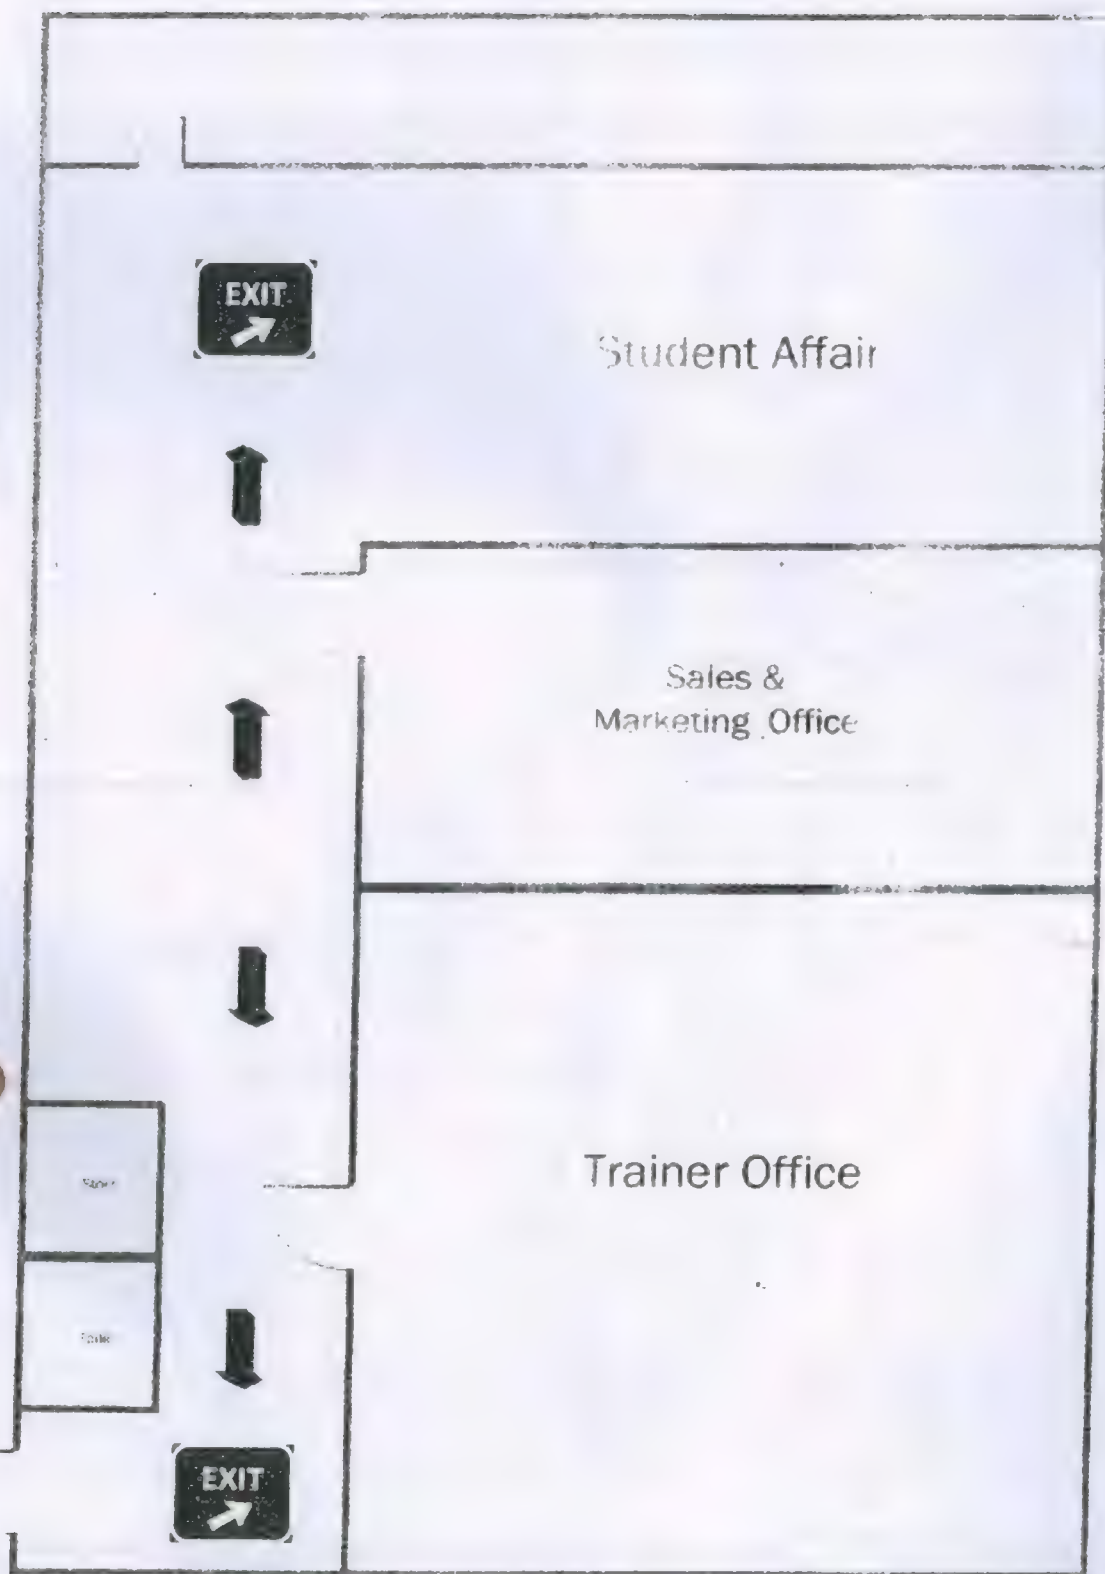 EXIT
Student Affair
Sales &
Marketing Office
Trainer Office
EXIT